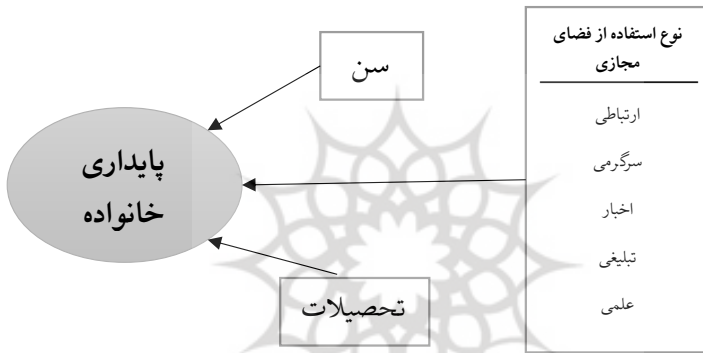 نوع استفاده از فضای
مجازی
ارتباطی
سرگرمی
اخبار
تبلیغی
علمی
سن
پایداری
خانواده
تحصیلات